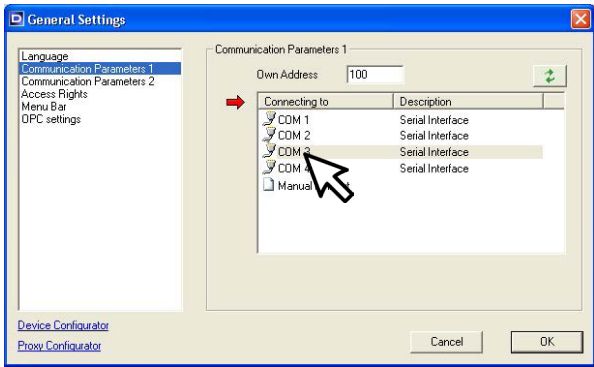 General Settings
Language
Communication Parameters 1
Communication Parameters 2
Access Rights
Menu Bar
OPC settings
Communication Parameters 1
Own Address 100
Connecting to Description
COM 1 Serial Interface
COM 2 Serial Interface
COM 3 Serial Interface
COM 4 Serial Interface
Manual
Device Configurator
Proxy Configurator
Cancel OK